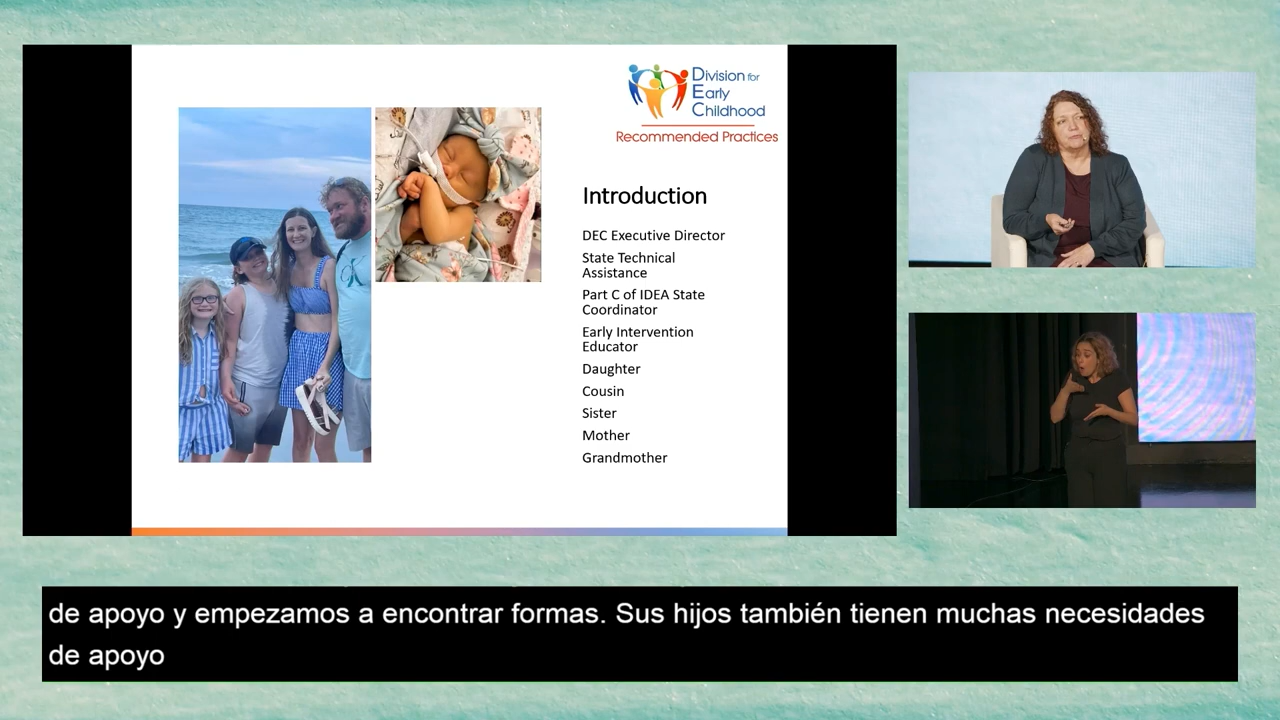 Division for
Early
Childhood
Recommended Practices
Introduction
DEC Executive Director
State Technical
Assistance
Part C of IDEA State
Coordinator
Early Intervention
Educator
Daughter
Cousin
Sister
Mother
Grandmother
de apoyo y empezamos a encontrar formas. Sus hijos también tienen muchas necesidades
de apoyo